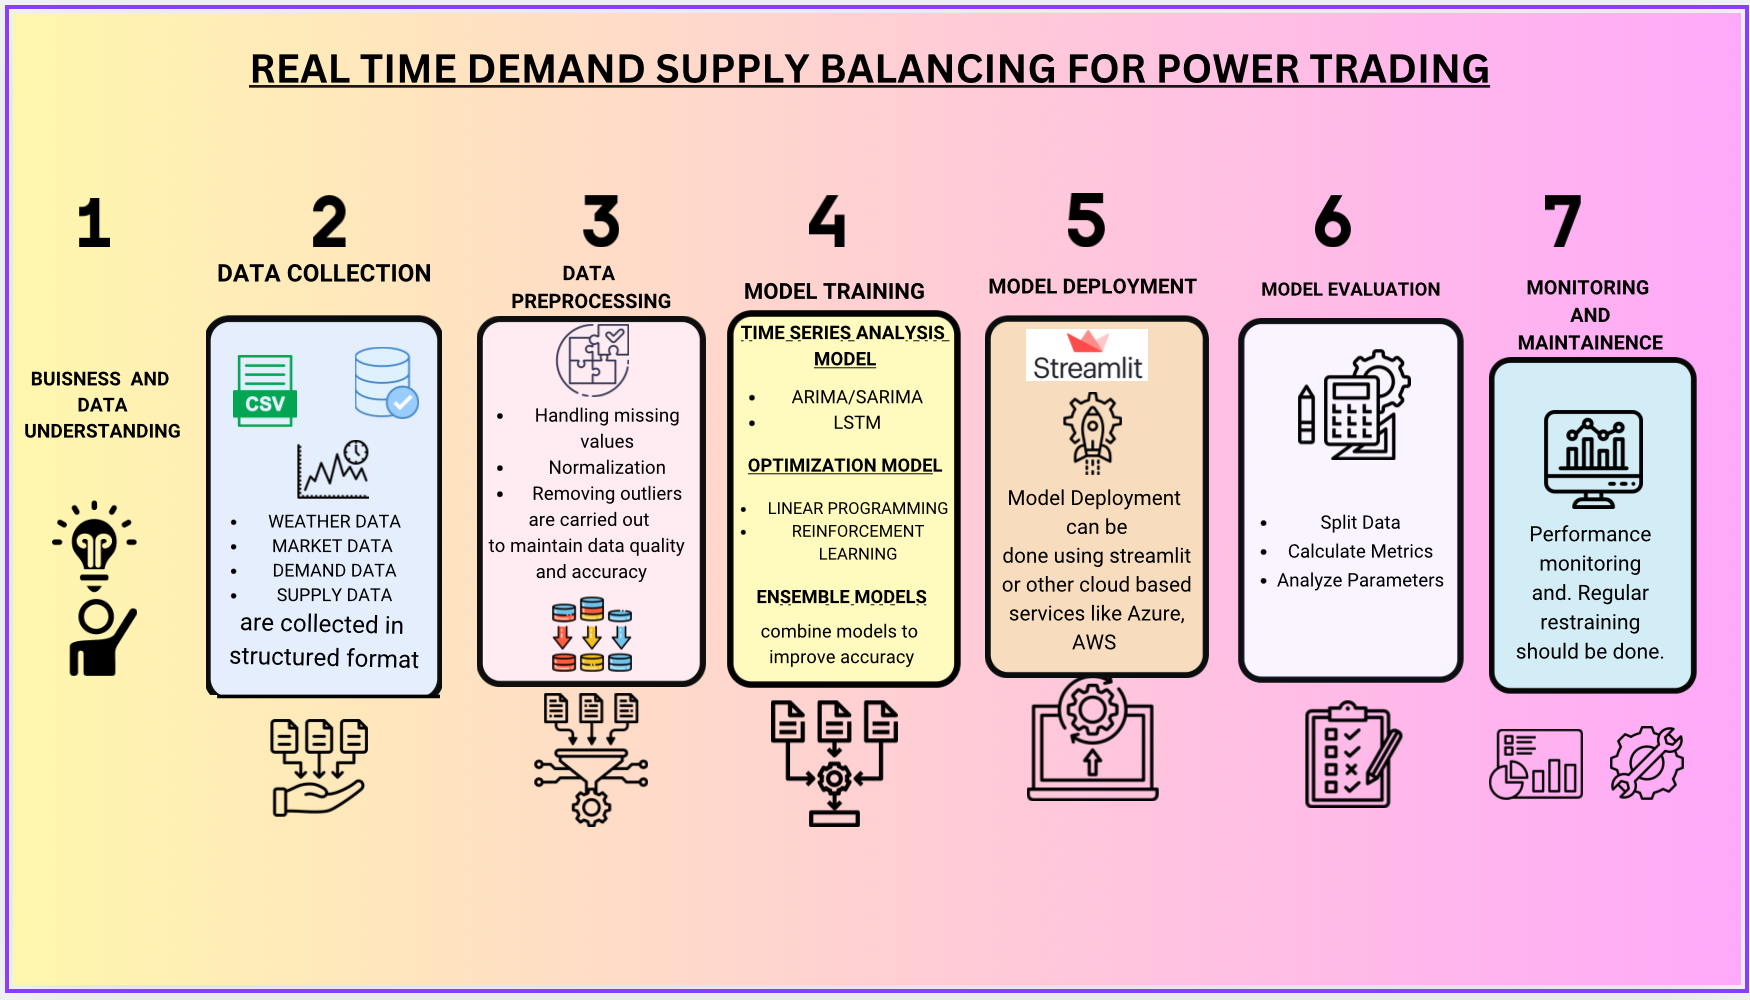 REAL TIME DEMAND SUPPLY BALANCING FOR POWER TRADING
1
BUISNESS AND
DATA
UNDERSTANDING
2
DATA COLLECTION
CSV
• WEATHER DATA
• MARKET DATA
• DEMAND DATA
• SUPPLY DATA
are collected in
structured format
3
DATA
PREPROCESSING
• Handling missing
values
• Normalization
• Removing outliers
are carried out
to maintain data quality
and accuracy
4
MODEL TRAINING
TIME SERIES ANALYSIS
MODEL
• ARIMA/SARIMA
• LSTM
OPTIMIZATION MODEL
• LINEAR PROGRAMMING
• REINFORCEMENT
LEARNING
ENSEMBLE MODELS
combine models to
improve accuracy
5
MODEL DEPLOYMENT
Streamlit
Model Deployment
can be
done using streamlit
or other cloud based
services like Azure,
AWS
6
MODEL EVALUATION
• Split Data
• Calculate Metrics
• Analyze Parameters
7
MONITORING
AND
MAINTAINENCE
Performance
monitoring
and. Regular
restraining
should be done.